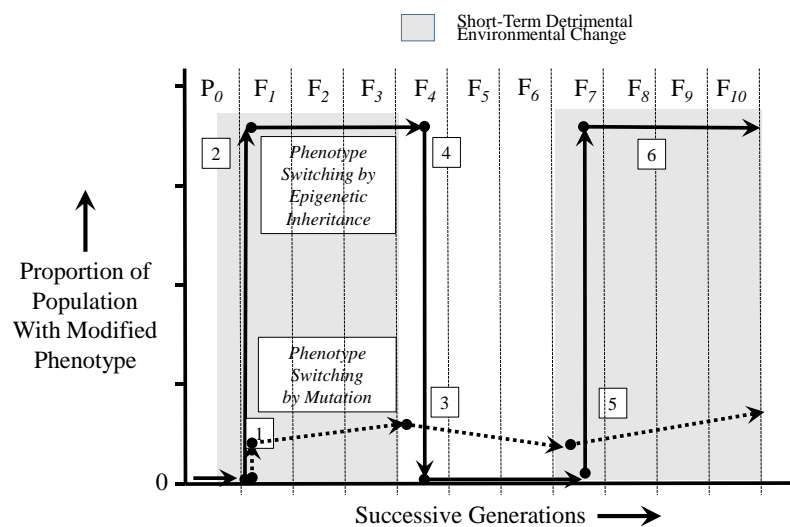 Short-Term Detrimental
Environmental Change
P0 F1 F2 F3 F4 F5 F6 F7 F8 F9 F10
2
Phenotype
Switching by
Epigenetic
Inheritance
4
6
Proportion of
Population
With Modified
Phenotype
Phenotype
Switching
by Mutation
1
3
5
0
Successive Generations